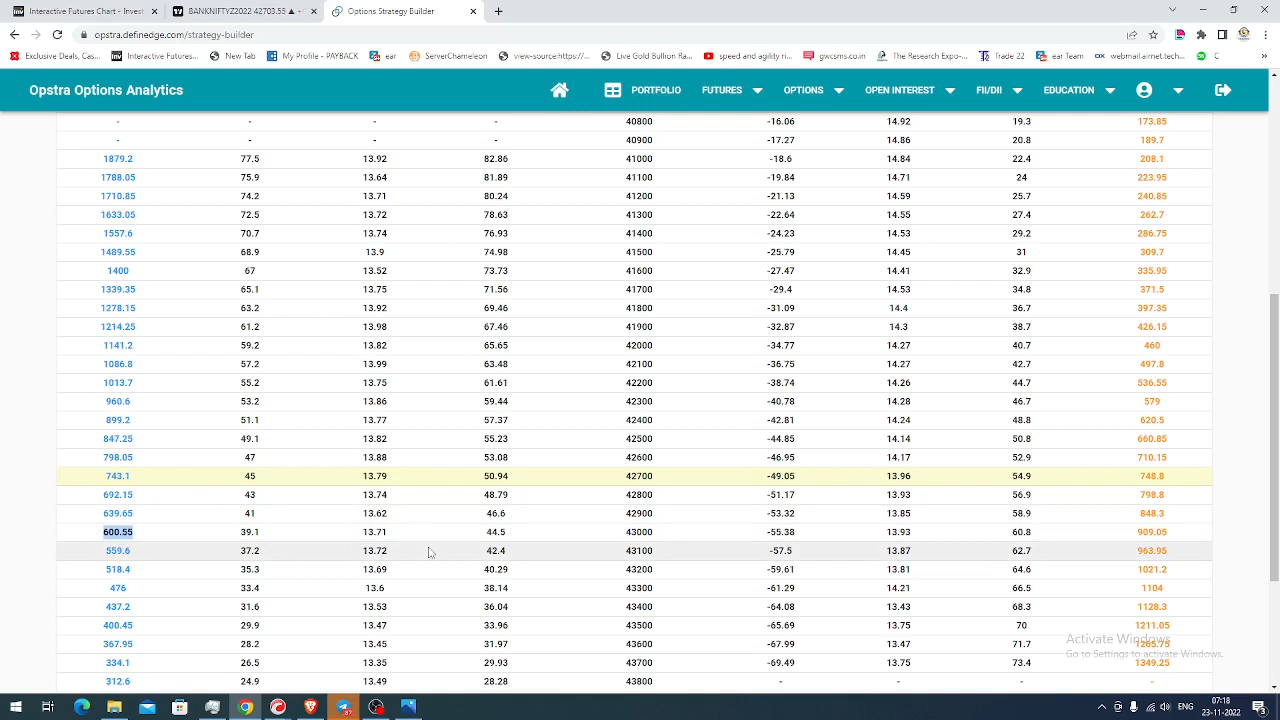 Interactive Futures Chart - Invest
BANKNIFTYZ2022 42703.55 ▲ +
Options Strategy Builder
opstra.definedge.com/strategy-builder
Exclusive Deals, Cas...
Interactive Futures...
New Tab
My Profile - PAYBACK
ear
ServerChameleon
view-source:https://...
Live Gold Bullion Ra...
speed and agility ri...
gwcsms.co.in
The Research Expo-...
Trade 22
ear Team
webmail.airnet.tech...
C
»
Opstra Options Analytics
PORTFOLIO
FUTURES
OPTIONS
OPEN INTEREST
FII/DII
EDUCATION
- - - - 40800 -16.06 14.92 19.3 173.85
- - - - 40900 -17.27 14.86 20.8 189.7
1879.2 77.5 13.92 82.86 41000 -18.6 14.84 22.4 208.1
1788.05 75.9 13.64 81.89 41100 -19.84 14.71 24 223.95
1710.85 74.2 13.71 80.24 41200 -21.13 14.59 25.7 240.85
1633.05 72.5 13.72 78.63 41300 -22.64 14.55 27.4 262.7
1557.6 70.7 13.74 76.93 41400 -24.23 14.53 29.2 286.75
1489.55 68.9 13.9 74.98 41500 -25.79 14.45 31 309.7
1400 67 13.52 73.73 41600 -27.47 14.41 32.9 335.95
1339.35 65.1 13.75 71.56 41700 -29.4 14.53 34.8 371.5
1278.15 63.2 13.92 69.46 41800 -31.09 14.4 36.7 397.35
1214.25 61.2 13.98 67.46 41900 -32.87 14.3 38.7 426.15
1141.2 59.2 13.82 65.65 42000 -34.77 14.27 40.7 460
1086.8 57.2 13.99 63.48 42100 -36.75 14.27 42.7 497.8
1013.7 55.2 13.75 61.61 42200 -38.74 14.26 44.7 536.55
960.6 53.2 13.86 59.44 42300 -40.78 14.28 46.7 579
899.2 51.1 13.77 57.37 42400 -42.81 14.24 48.8 620.5
847.25 49.1 13.82 55.23 42500 -44.85 14.14 50.8 660.85
798.05 47 13.88 53.08 42600 -46.95 14.17 52.9 710.15
743.1 45 13.79 50.94 42700 -49.05 13.96 54.9 748.8
692.15 43 13.74 48.79 42800 -51.17 13.93 56.9 798.8
639.65 41 13.62 46.6 42900 -53.32 13.85 58.9 848.3
600.55 39.1 13.71 44.5 43000 -55.38 13.93 60.8 909.05
559.6 37.2 13.72 42.4 43100 -57.5 13.87 62.7 963.95
518.4 35.3 13.69 40.29 43200 -59.61 13.81 64.6 1021.2
476 33.4 13.6 38.14 43300 -61.29 14.21 66.5 1104
437.2 31.6 13.53 36.04 43400 -64.08 13.43 68.3 1128.3
400.45 29.9 13.47 33.96 43500 -65.69 13.75 70 1211.05
367.95 28.2 13.45 31.97 43600 -67.99 13.47 71.7 1265.75
334.1 26.5 13.35 29.93 43700 -69.49 13.75 73.4 1349.25
312.6 24.9 13.49 28.28 43800 - - - -
Activate Windows
Go to Settings to activate Windows.
ENG
07:18
23-11-2022